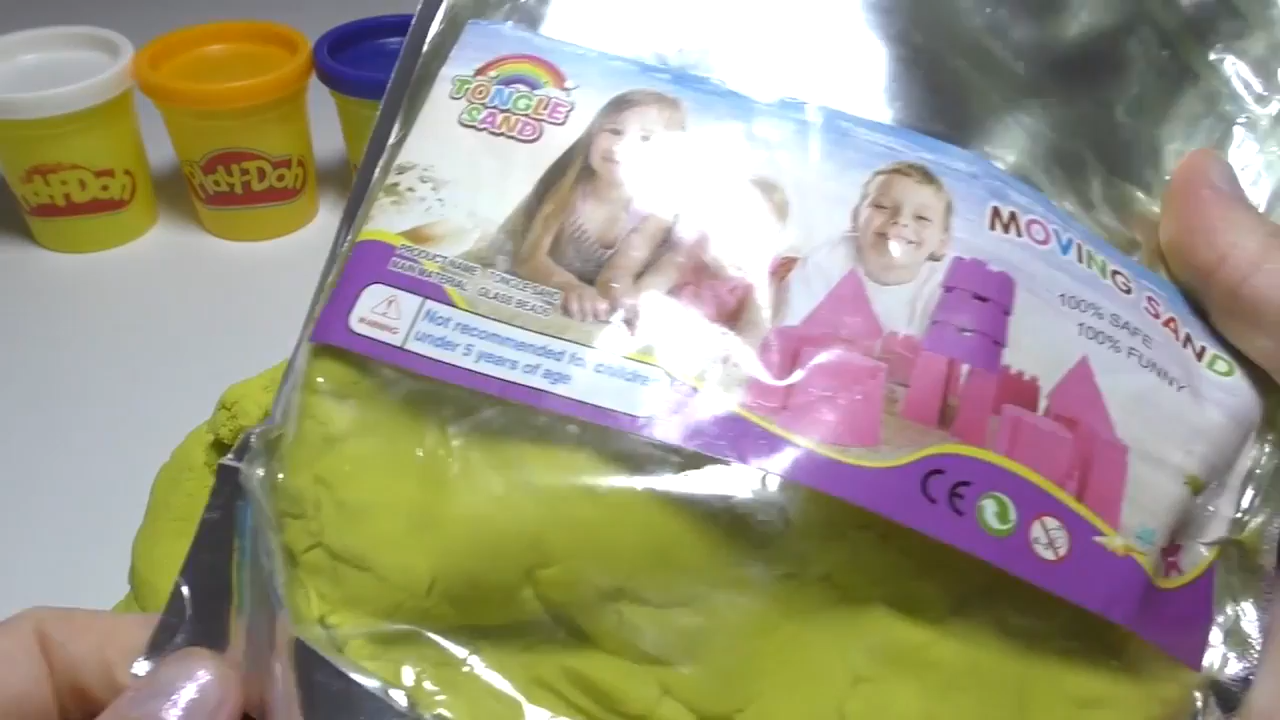 Play-Doh
Play-Doh
TONGLE
SAND
MOVING SAND
100% SAFE
100% FUNNY
PRODUCT NAME: TONGLE SAND
MAIN MATERIAL: GLASS BEADS
WARNING
Not recommended for childre
under 5 years of age
CE